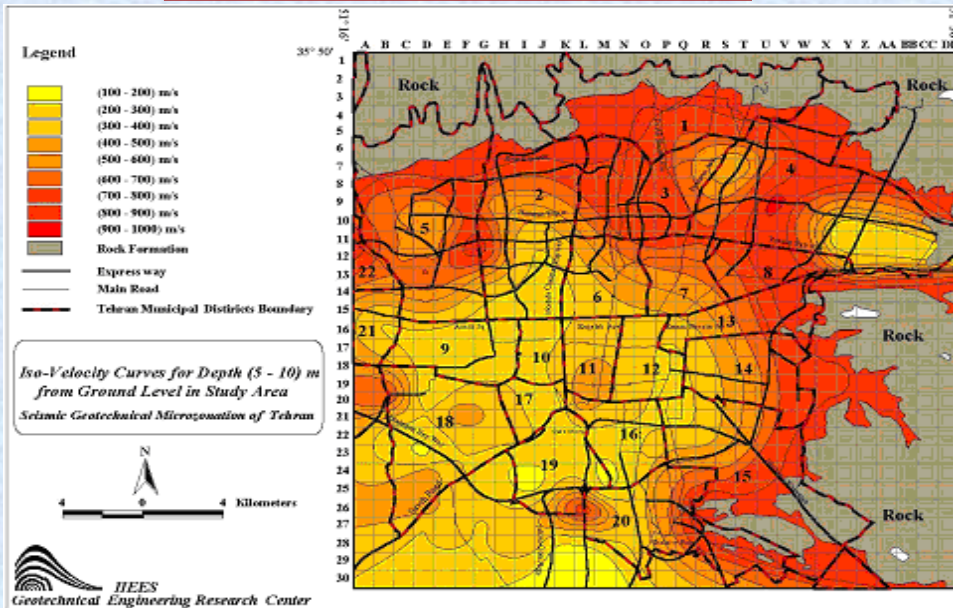 Legend
(100 - 200) m/s
(200 - 300) m/s
(300 - 400) m/s
(400 - 500) m/s
(500 - 600) m/s
(600 - 700) m/s
(700 - 800) m/s
(800 - 900) m/s
(900 - 1000) m/s
Rock Formation
Express way
Main Road
Tehran Municipal Districts Boundary
Iso-Velocity Curves for Depth (5 - 10) m
from Ground Level in Study Area
Seismic Geotechnical Microzonation of Tehran
N
4 0 4 Kilometers
IIEES
Geotechnical Engineering Research Center
51° 16'
35° 50'
A B C D E F G H I J K L M N O P Q R S T U V W X Y Z AA BB CC
1
2
3
4
5
6
7
8
9
10
11
12
13
14
15
16
17
18
19
20
21
22
23
24
25
26
27
28
29
30
Rock
Rock
1
4
2
3
5
22
8
6
7
21
13
9
10
11
12
14
17
18
16
19
15
20
Rock
Rock